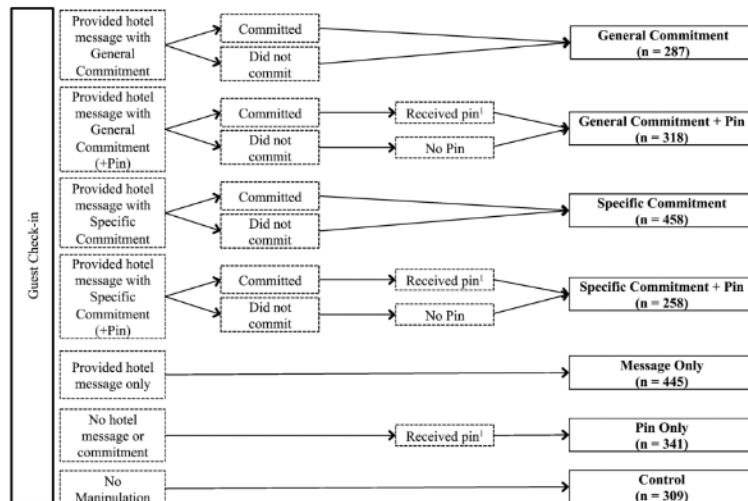 Guest Check-in
Provided hotel
message with
General
Commitment
Committed
Did not
commit
General Commitment
(n = 287)
Provided hotel
message with
General
Commitment
(+Pin)
Committed
Did not
commit
Received pin¹
No Pin
General Commitment + Pin
(n = 318)
Provided hotel
message with
Specific
Commitment
Committed
Did not
commit
Specific Commitment
(n = 458)
Provided hotel
message with
Specific
Commitment
(+Pin)
Committed
Did not
commit
Received pin¹
No Pin
Specific Commitment + Pin
(n = 258)
Provided hotel
message only
Message Only
(n = 445)
No hotel
message or
commitment
Received pin¹
Pin Only
(n = 341)
No
Manipulation
Control
(n = 309)